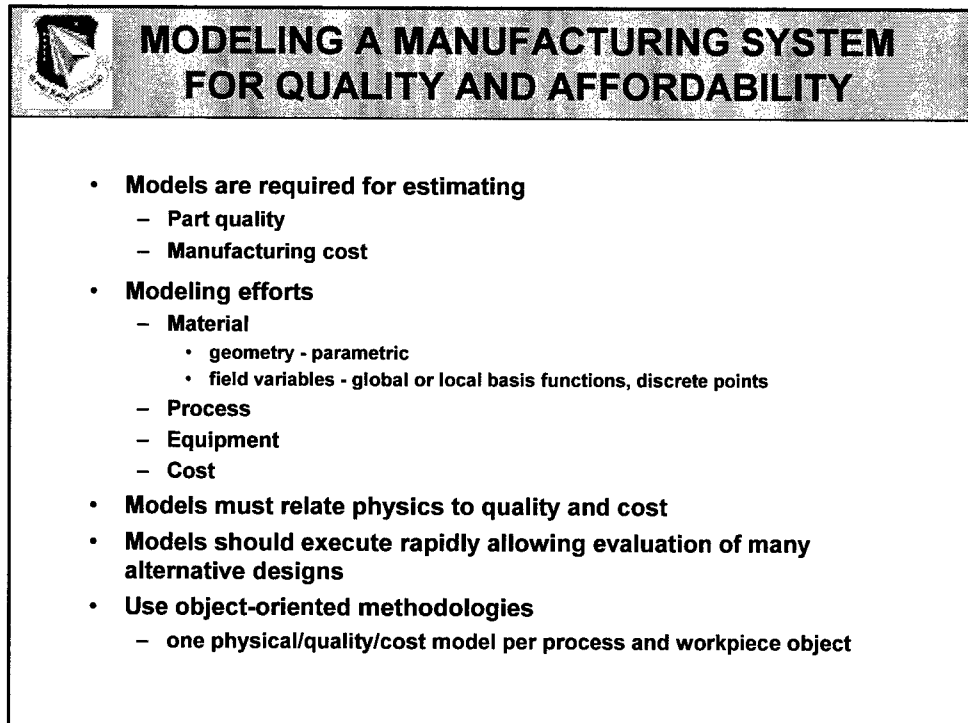 MODELING A MANUFACTURING SYSTEM
FOR QUALITY AND AFFORDABILITY
• Models are required for estimating
– Part quality
– Manufacturing cost
• Modeling efforts
– Material
• geometry - parametric
• field variables - global or local basis functions, discrete points
– Process
– Equipment
– Cost
• Models must relate physics to quality and cost
• Models should execute rapidly allowing evaluation of many
alternative designs
• Use object-oriented methodologies
– one physical/quality/cost model per process and workpiece object